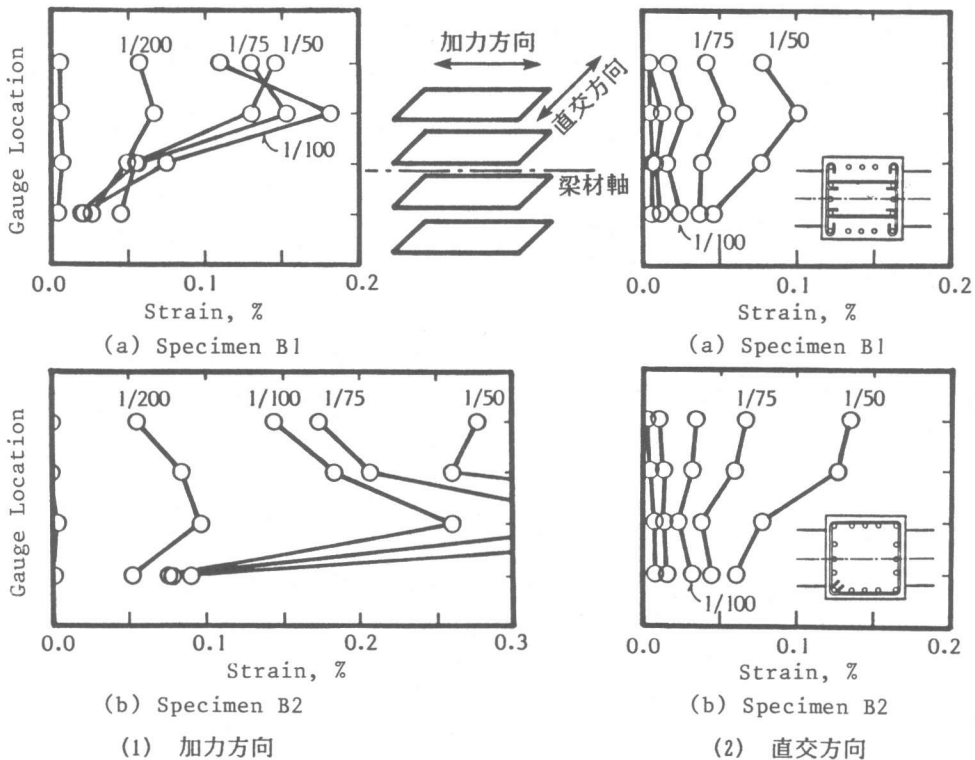 Gauge Location
1/200
1/75
1/50
1/100
0.0
0.1
0.2
Strain, %
(a) Specimen B1
加力方向
直交方向
梁材軸
1/75
1/50
1/100
0.0
0.1
0.2
Strain, %
(a) Specimen B1
Gauge Location
1/200
1/100
1/75
1/50
0.0
0.1
0.2
0.3
Strain, %
(b) Specimen B2
(1) 加力方向
1/75
1/50
1/100
0.0
0.1
0.2
Strain, %
(b) Specimen B2
(2) 直交方向